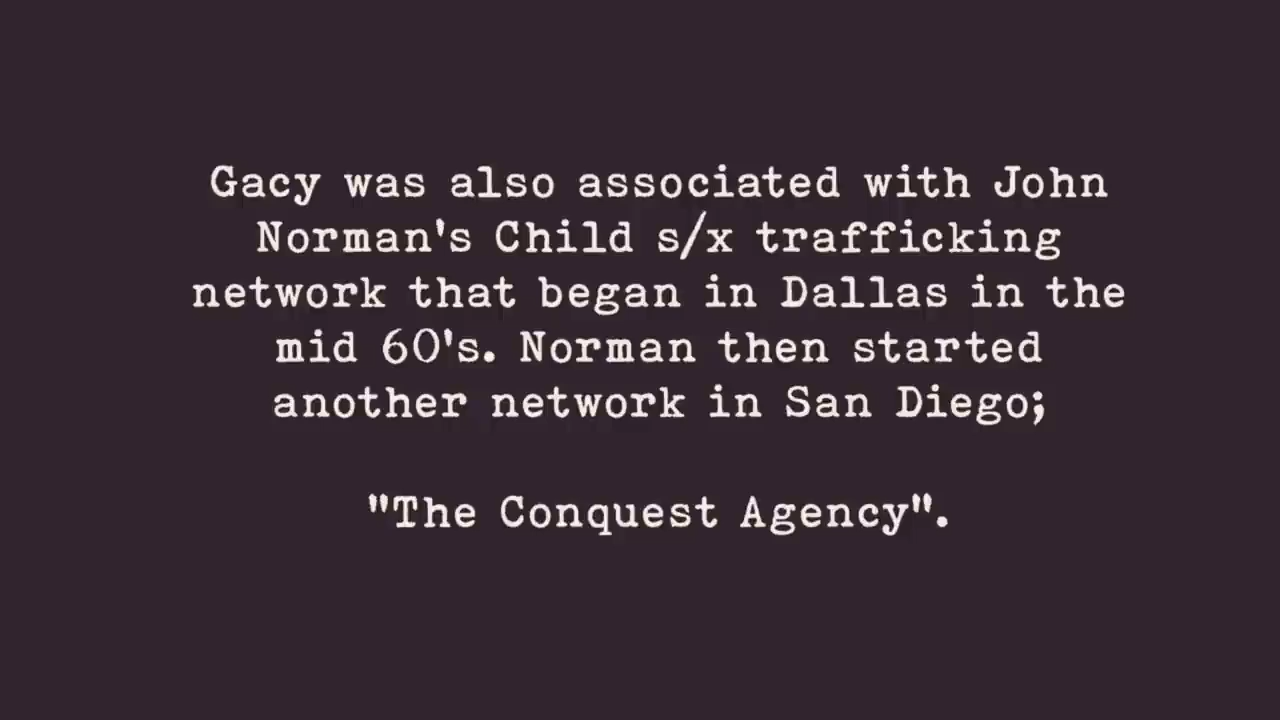 Gacy was also associated with John
Norman's Child s/x trafficking
network that began in Dallas in the
mid 60's. Norman then started
another network in San Diego;
"The Conquest Agency".